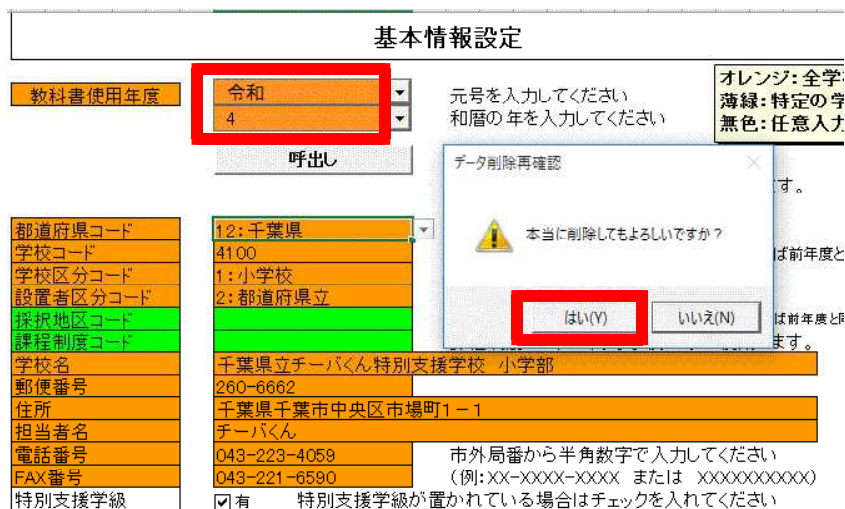 基本情報設定
オレンジ：全学
薄緑：特定の学
無色：任意入力
教科書使用年度 令和 元号を入力してください
4 和暦の年を入力してください
呼出し
データ削除再確認
本当に削除してもよろしいですか？
はい(Y) いいえ(N)
す。
都道府県コード 12：千葉県
学校コード 4100 ば前年度と
学校区分コード 1：小学校
設置者区分コード 2：都道府県立
採択地区コード ば前年度と同
課程制度コード ます。
学校名 千葉県立チーバくん特別支援学校 小学部
郵便番号 260-6662
住所 千葉県千葉市中央区市場町1－1
担当者名 チーバくん
電話番号 043-223-4059 市外局番から半角数字で入力してください
FAX番号 043-221-6590 (例：XX-XXXX-XXXX または XXXXXXXXXX)
特別支援学級 有 特別支援学級が置かれている場合はチェックを入れてください